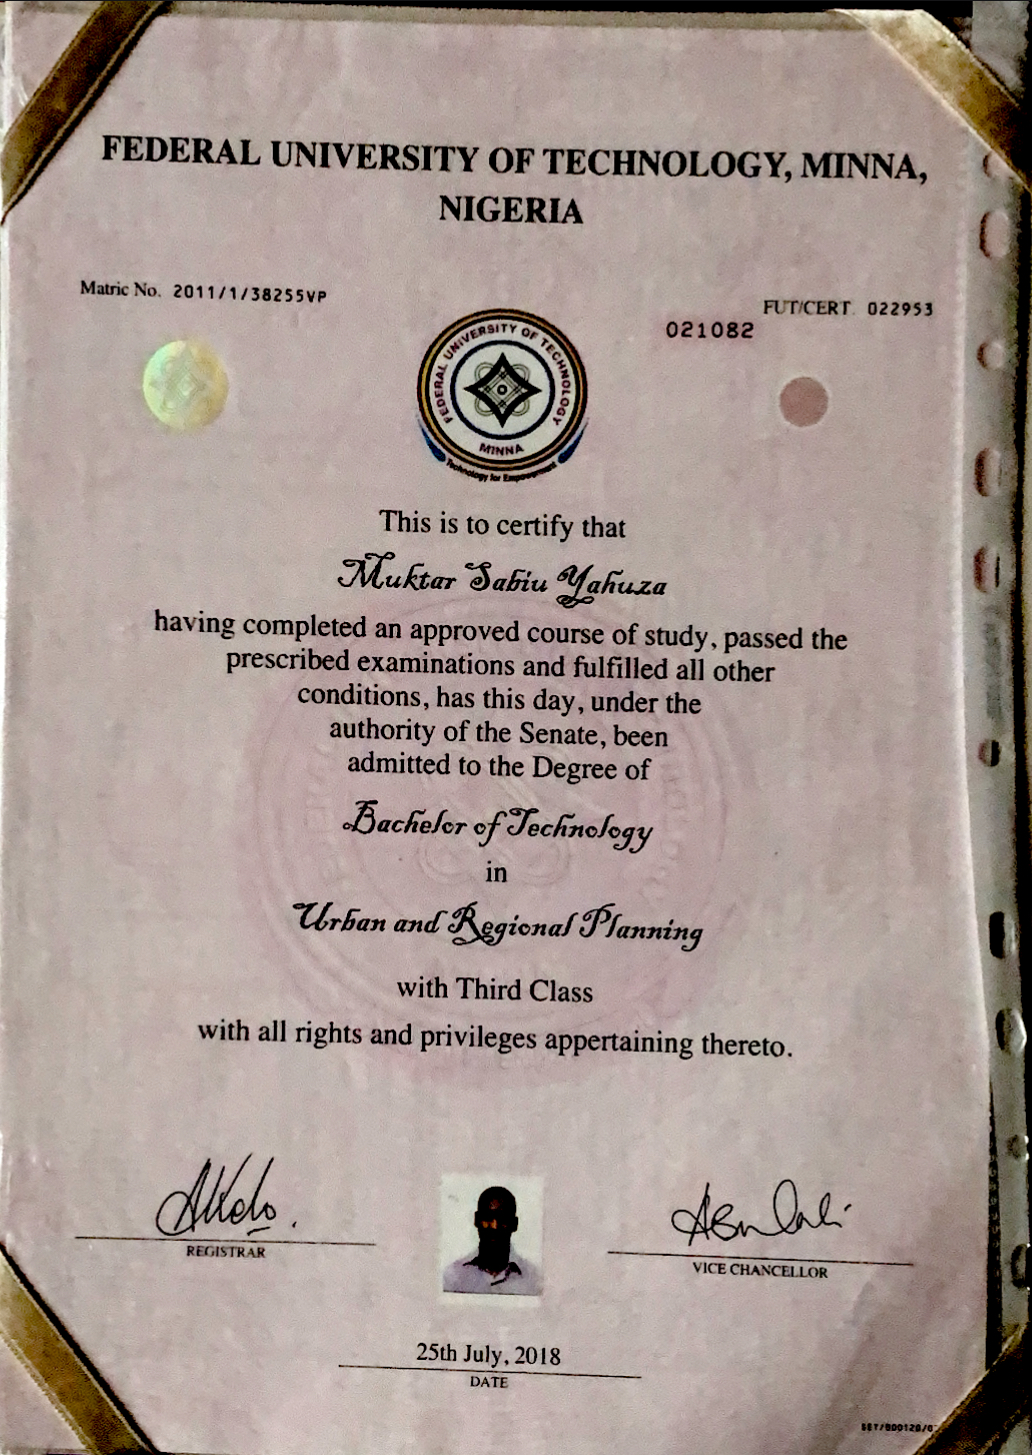 FEDERAL UNIVERSITY OF TECHNOLOGY, MINNA,
NIGERIA
Matric No. 2011/1/38255VP
FUT/CERT 022953
021082
FEDERAL UNIVERSITY OF TECHNOLOGY
MINNA
Technology for Empowerment
This is to certify that
Muktar Sabiu Yahuza
having completed an approved course of study, passed the
prescribed examinations and fulfilled all other
conditions, has this day, under the
authority of the Senate, been
admitted to the Degree of
Bachelor of Technology
in
Urban and Regional Planning
with Third Class
with all rights and privileges appertaining thereto.
REGISTRAR
VICE CHANCELLOR
25th July, 2018
DATE